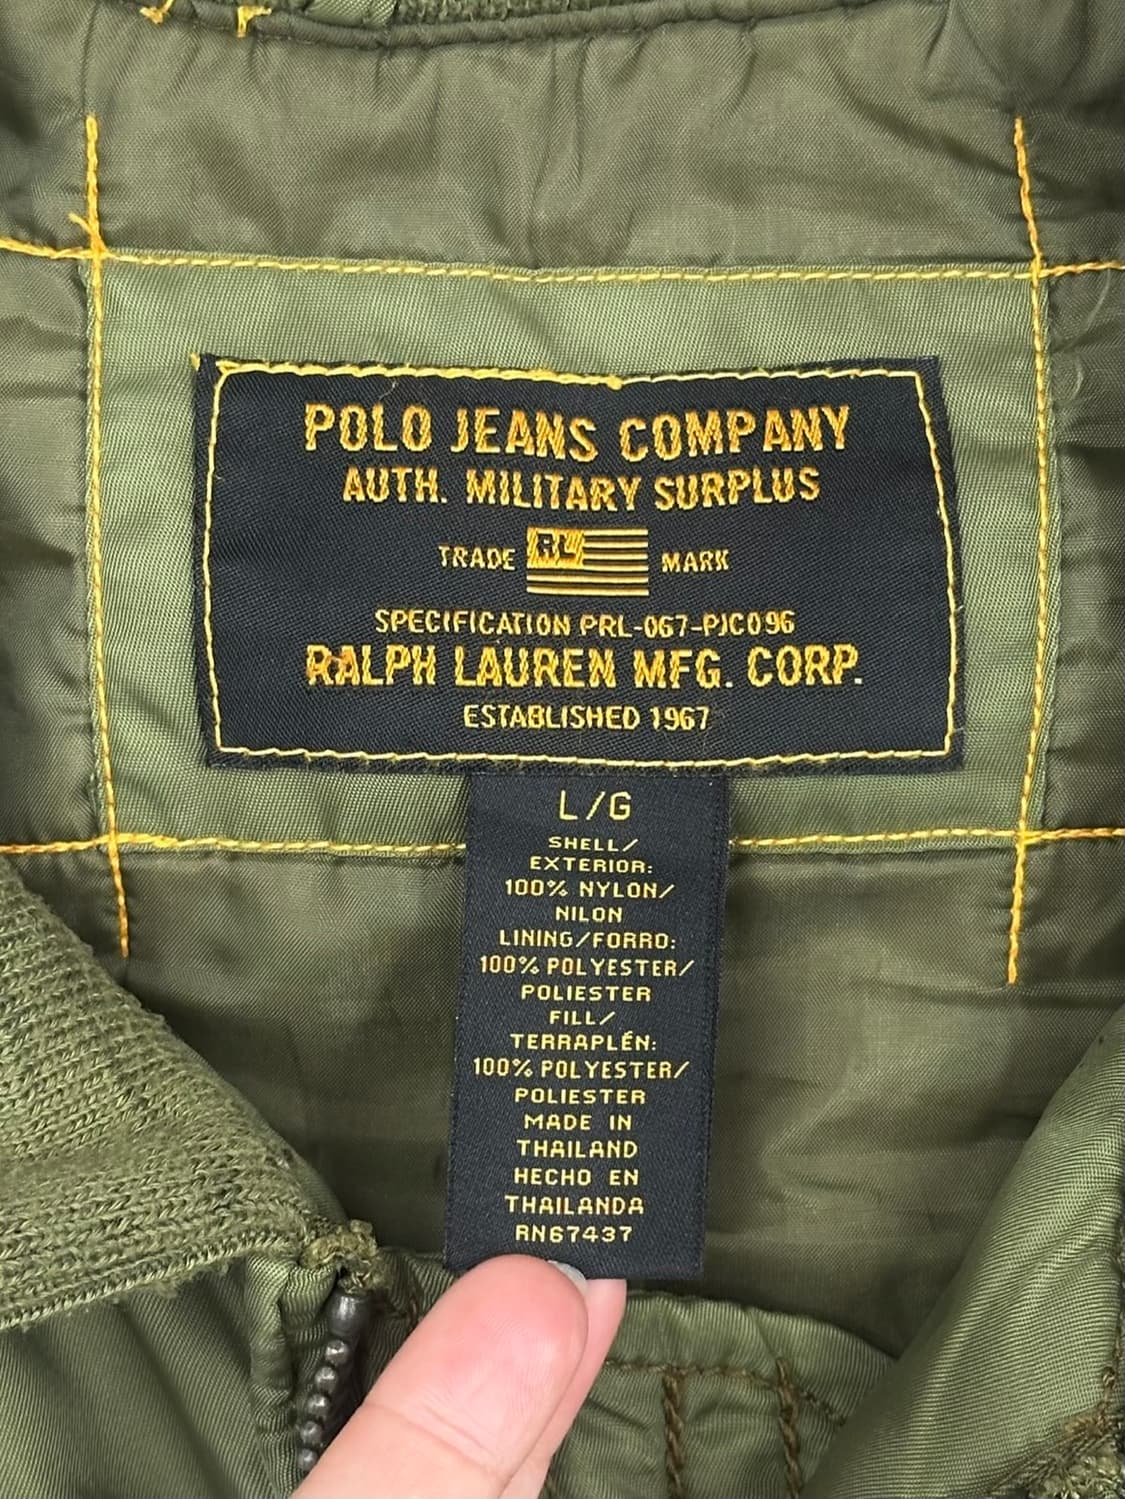 POLO JEANS COMPANY
AUTH. MILITARY SURPLUS
TRADE RL MARK
SPECIFICATION PRL-067-PJC096
RALPH LAUREN MFG. CORP.
ESTABLISHED 1967
L/G
SHELL/
EXTERIOR:
100% NYLON/
NILON
LINING/FORRO:
100% POLYESTER/
POLIESTER
FILL/
TERRAPLÉN:
100% POLYESTER/
POLIESTER
MADE IN
THAILAND
HECHO EN
THAILANDA
RN67437